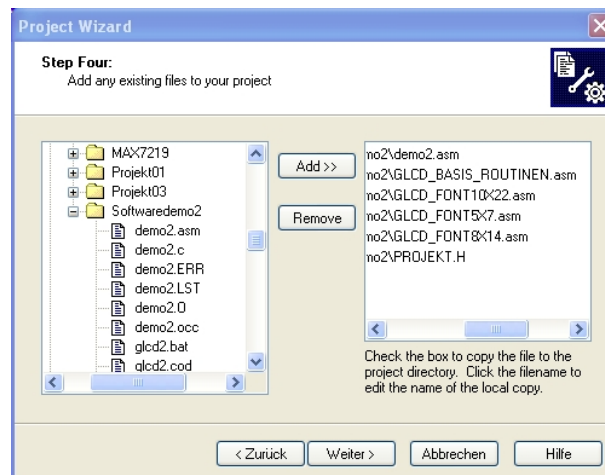 Project Wizard
Step Four:
Add any existing files to your project
MAX7219
Projekt01
Projekt03
Softwaredemo2
demo2.asm
demo2.c
demo2.ERR
demo2.LST
demo2.O
demo2.occ
glcd2.bat
glcd2.cod
Add >>
Remove
mo2\demo2.asm
mo2\GLCD_BASIS_ROUTINEN.asm
mo2\GLCD_FONT10X22.asm
mo2\GLCD_FONT5X7.asm
mo2\GLCD_FONT8X14.asm
mo2\PROJEKT.H
Check the box to copy the file to the
project directory. Click the filename to
edit the name of the local copy.
< Zurück
Weiter >
Abbrechen
Hilfe